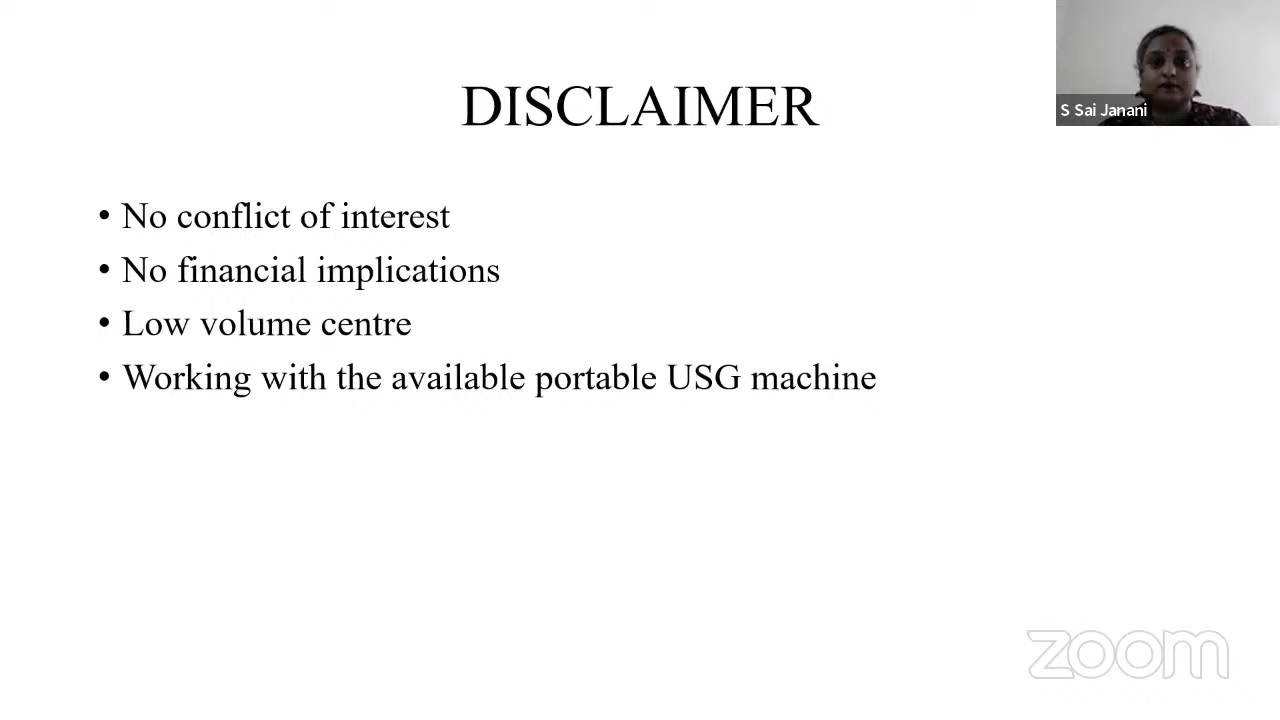 DISCLAIMER
S Sai Janani
• No conflict of interest
• No financial implications
• Low volume centre
• Working with the available portable USG machine
zoom